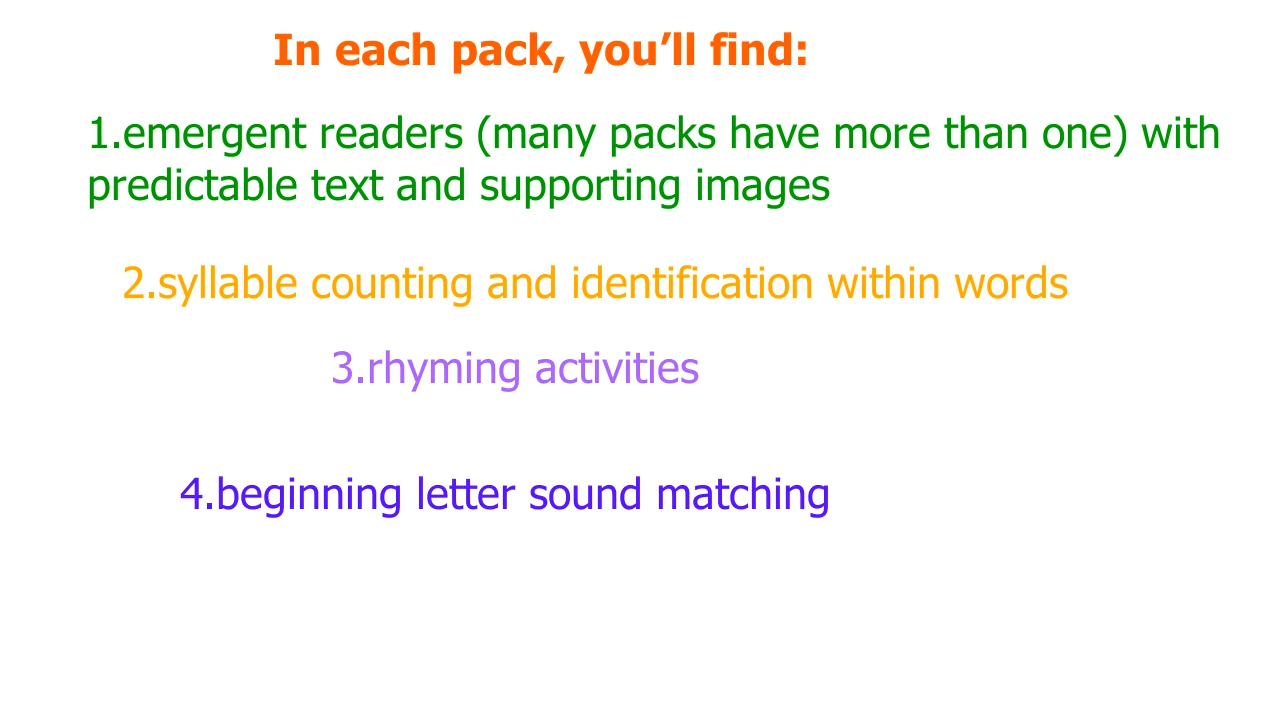 In each pack, you’ll find:
1.emergent readers (many packs have more than one) with
predictable text and supporting images
2.syllable counting and identification within words
3.rhyming activities
4.beginning letter sound matching